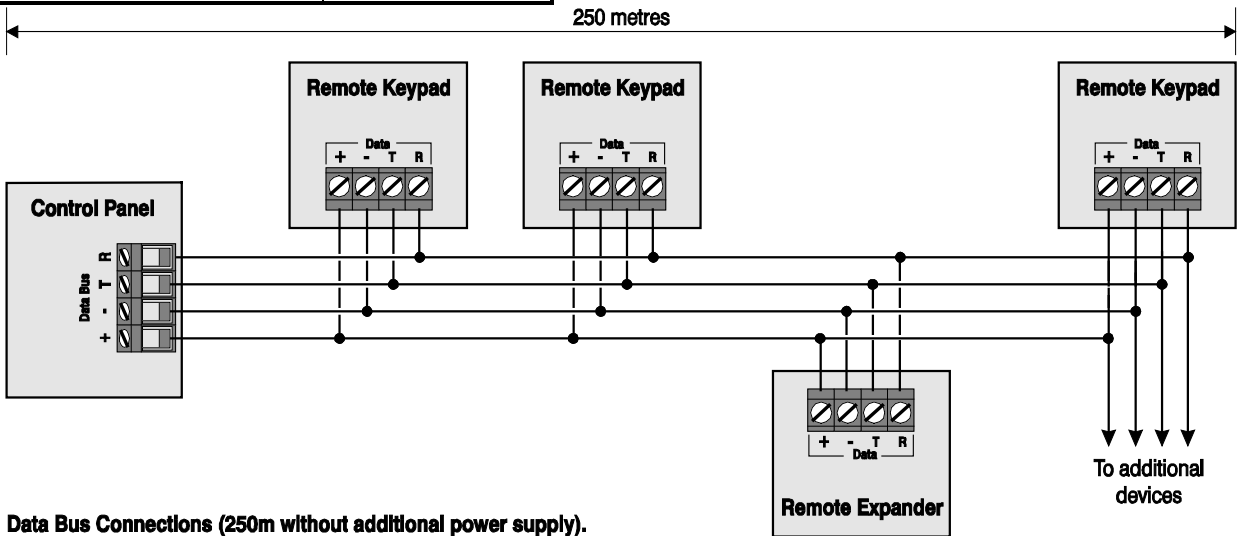 250 metres
Remote Keypad
Data
+ - T R
Remote Keypad
Data
+ - T R
Remote Keypad
Data
+ - T R
Control Panel
Data Bus
R
T
-
+
+ - T R
Data
Remote Expander
To additional
devices
Data Bus Connections (250m without additional power supply).